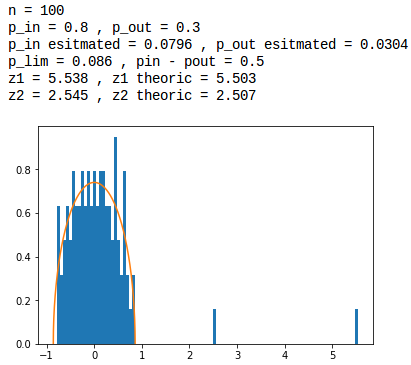 n = 100
p_in = 0.8 , p_out = 0.3
p_in esitmated = 0.0796 , p_out esitmated = 0.0304
p_lim = 0.086 , pin - pout = 0.5
z1 = 5.538 , z1 theoric = 5.503
z2 = 2.545 , z2 theoric = 2.507
0.8
0.6
0.4
0.2
0.0
−1 0 1 2 3 4 5